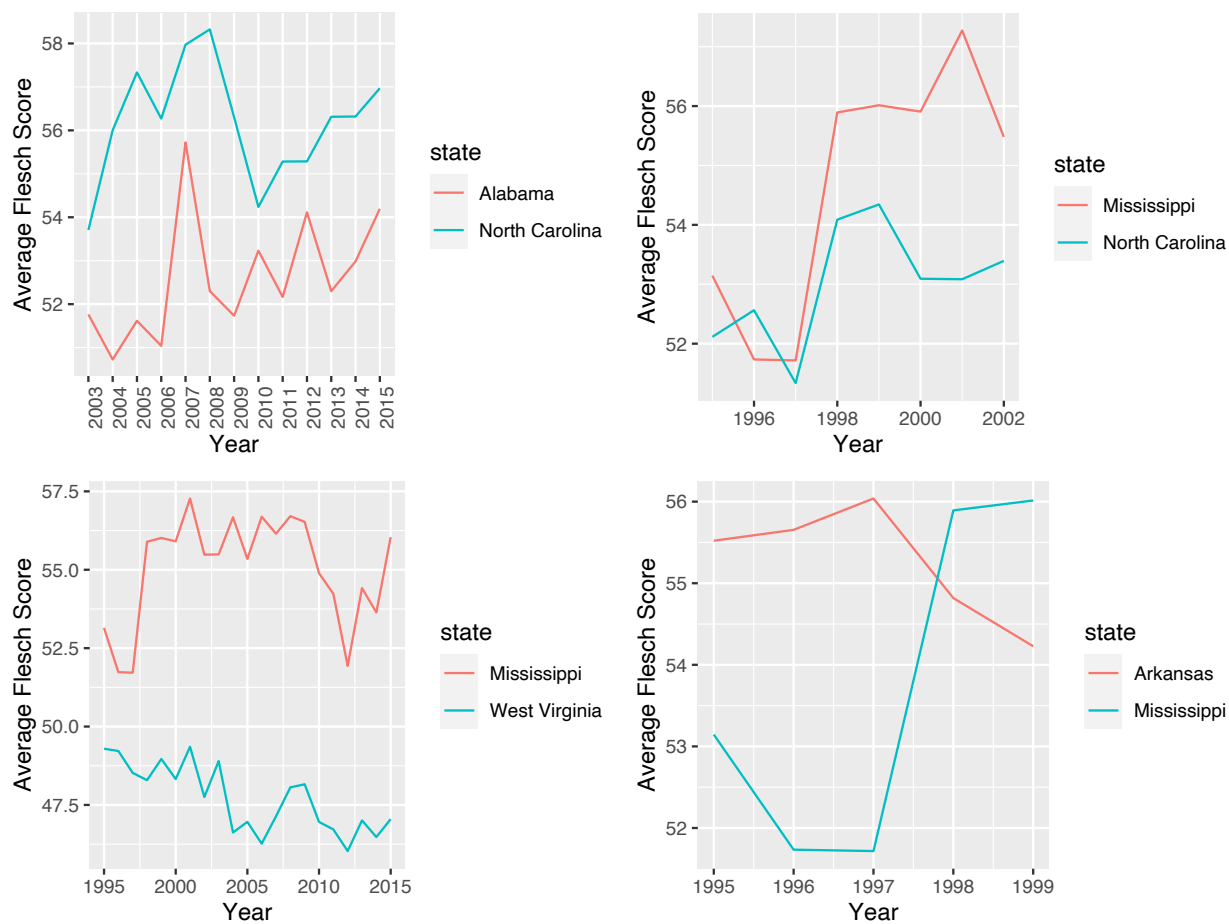 Average Flesch Score
58
56
54
52
2003
2004
2005
2006
2007
2008
2009
2010
2011
2012
2013
2014
2015
Year
state
Alabama
North Carolina
Average Flesch Score
56
54
52
1996
1998
2000
2002
Year
state
Mississippi
North Carolina
Average Flesch Score
57.5
55.0
52.5
50.0
47.5
1995
2000
2005
2010
2015
Year
state
Mississippi
West Virginia
Average Flesch Score
56
55
54
53
52
1995
1996
1997
1998
1999
Year
state
Arkansas
Mississippi